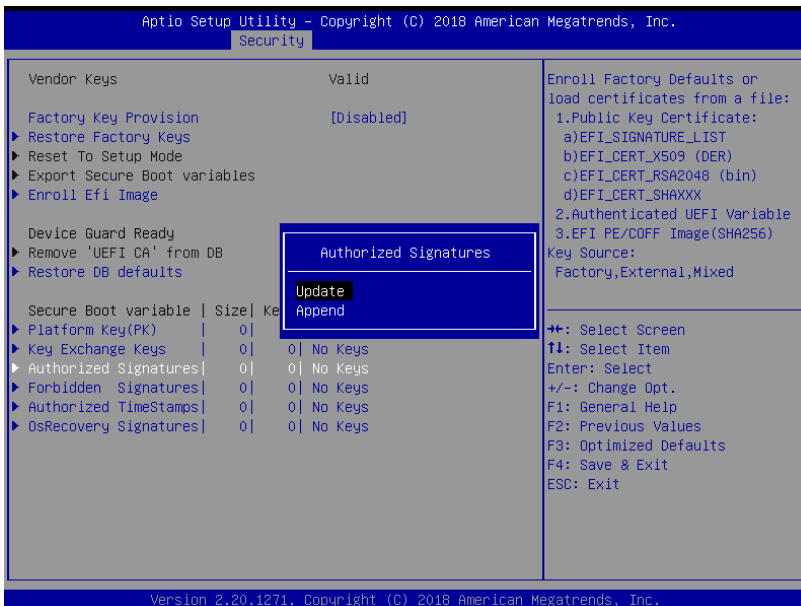 Aptio Setup Utility – Copyright (C) 2018 American Megatrends, Inc.
Security
Vendor Keys Valid
Factory Key Provision [Disabled]
Restore Factory Keys
Reset To Setup Mode
Export Secure Boot variables
Enroll Efi Image
Device Guard Ready
Remove 'UEFI CA' from DB
Restore DB defaults
Secure Boot variable | Size| Ke
Platform Key(PK) | 0|
Key Exchange Keys | 0| 0| No Keys
Authorized Signatures| 0| 0| No Keys
Forbidden Signatures| 0| 0| No Keys
Authorized TimeStamps| 0| 0| No Keys
OsRecovery Signatures| 0| 0| No Keys
Authorized Signatures
Update
Append
Enroll Factory Defaults or
load certificates from a file:
1.Public Key Certificate:
a)EFI_SIGNATURE_LIST
b)EFI_CERT_X509 (DER)
c)EFI_CERT_RSA2048 (bin)
d)EFI_CERT_SHAXXX
2.Authenticated UEFI Variable
3.EFI PE/COFF Image(SHA256)
Key Source:
Factory,External,Mixed
→←: Select Screen
↑↓: Select Item
Enter: Select
+/-: Change Opt.
F1: General Help
F2: Previous Values
F3: Optimized Defaults
F4: Save & Exit
ESC: Exit
Version 2.20.1271. Copyright (C) 2018 American Megatrends, Inc.